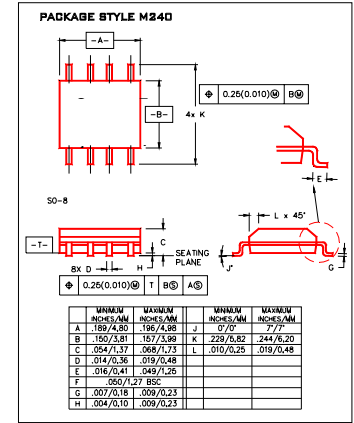 PACKAGE STYLE M240
-A-
⌖ 0.25(0.010)Ⓜ BⓂ
-B-
4x K
E
SO-8
L x 45°
-T-
C
SEATING
PLANE
8X D
H
J°
G
⌖ 0.25(0.010)Ⓜ T BⓈ AⓈ
MINIMUM INCHES/MM MAXIMUM INCHES/MM MINIMUM INCHES/MM MAXIMUM INCHES/MM
A .189/4,80 .196/4,98 J 0°/0° 7°/7°
B .150/3,81 .157/3,99 K .229/5,82 .244/6,20
C .054/1,37 .068/1,73 L .010/0,25 .019/0,48
D .014/0,36 .019/0,48
E .016/0,41 .049/1,25
F .050/1,27 BSC
G .007/0,18 .009/0,23
H .004/0,10 .009/0,23